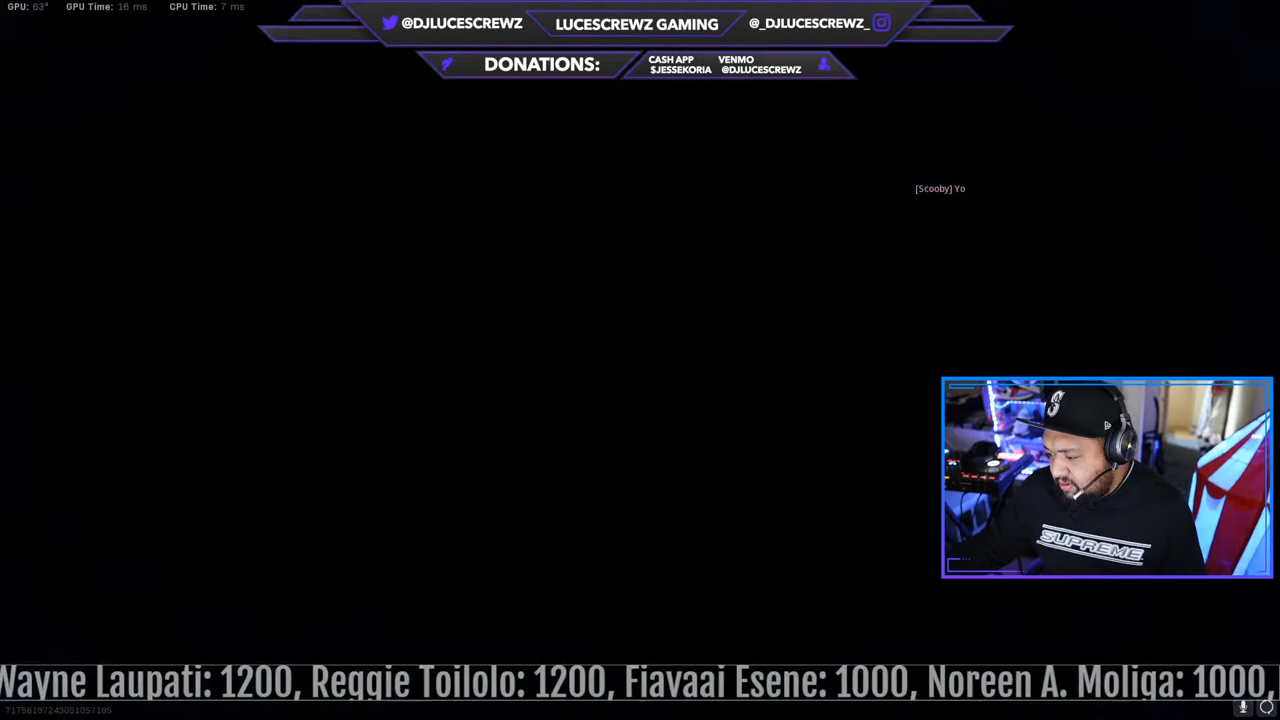 GPU: 63° GPU Time: 16 ms CPU Time: 7 ms
@DJLUCESCREWZ
LUCESCREWZ GAMING
@_DJLUCESCREWZ_
DONATIONS:
CASH APP
$JESSEKORIA
VENMO
@DJLUCESCREWZ
[Scooby] Yo
S
SUPREME
Wayne Laupati: 1200, Reggie Toilolo: 1200, Fiavaai Esene: 1000, Noreen A. Moliga: 1000,